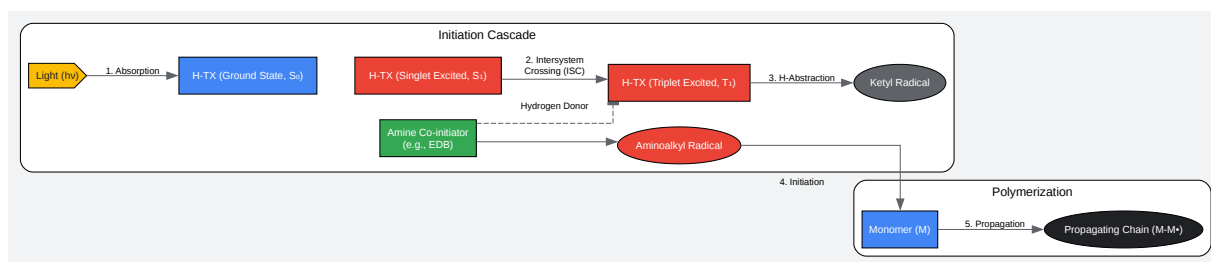 Initiation Cascade
Light (hν)
1. Absorption
H-TX (Ground State, S₀)
H-TX (Singlet Excited, S₁)
2. Intersystem
Crossing (ISC)
H-TX (Triplet Excited, T₁)
3. H-Abstraction
Ketyl Radical
Hydrogen Donor
Amine Co-initiator
(e.g., EDB)
Aminoalkyl Radical
4. Initiation
Polymerization
Monomer (M)
5. Propagation
Propagating Chain (M-M•)